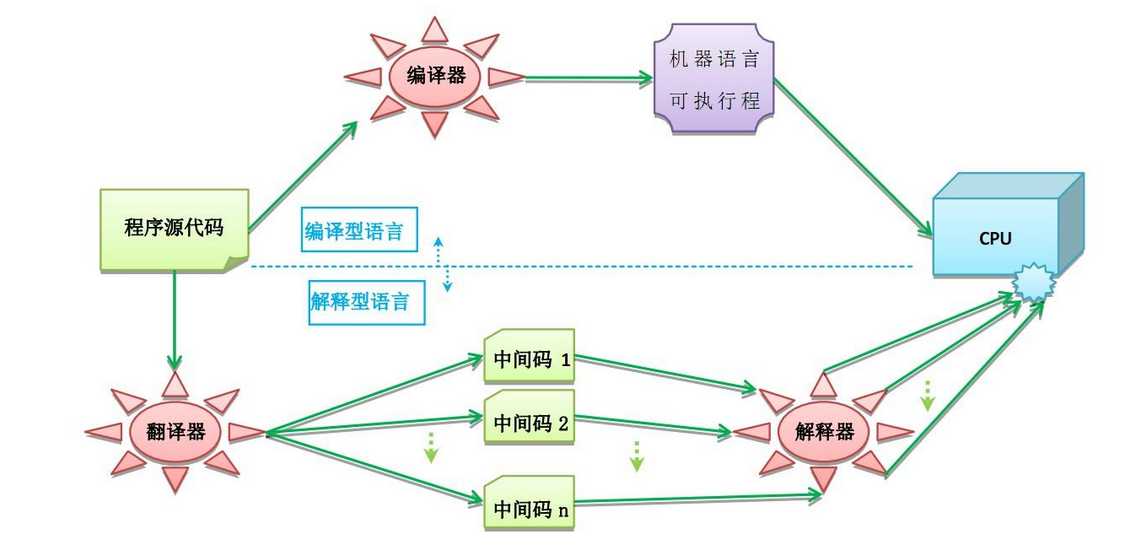 编译器
机器语言
可执行程
程序源代码
编译型语言
CPU
解释型语言
中间码 1
中间码 2
翻译器
解释器
中间码 n